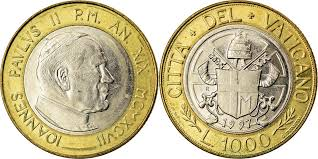 IOANNES PAVLVS II P.M. AN. XIX MCMXCVII
CITTA' DEL VATICANO
M
1997
L.1000